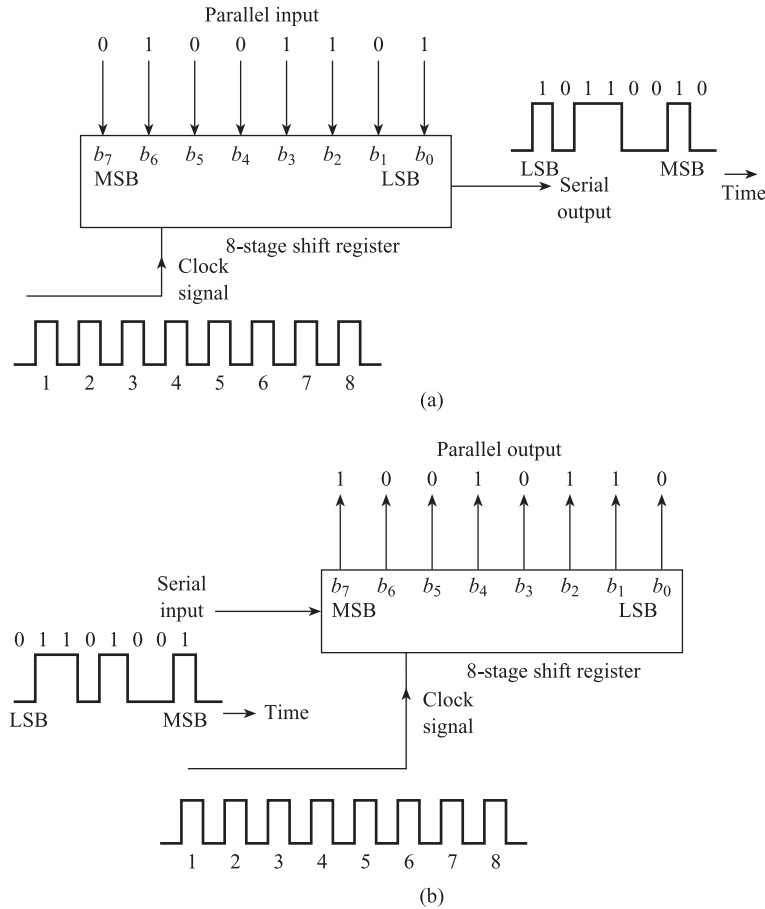 Parallel input
0 1 0 0 1 1 0 1
1 0 1 1 0 0 1 0
b7 b6 b5 b4 b3 b2 b1 b0
MSB LSB
LSB MSB
Serial output
Time
8-stage shift register
Clock signal
1 2 3 4 5 6 7 8
(a)
Parallel output
1 0 0 1 0 1 1 0
Serial input
b7 b6 b5 b4 b3 b2 b1 b0
MSB LSB
0 1 1 0 1 0 0 1
8-stage shift register
LSB MSB
Time
Clock signal
1 2 3 4 5 6 7 8
(b)